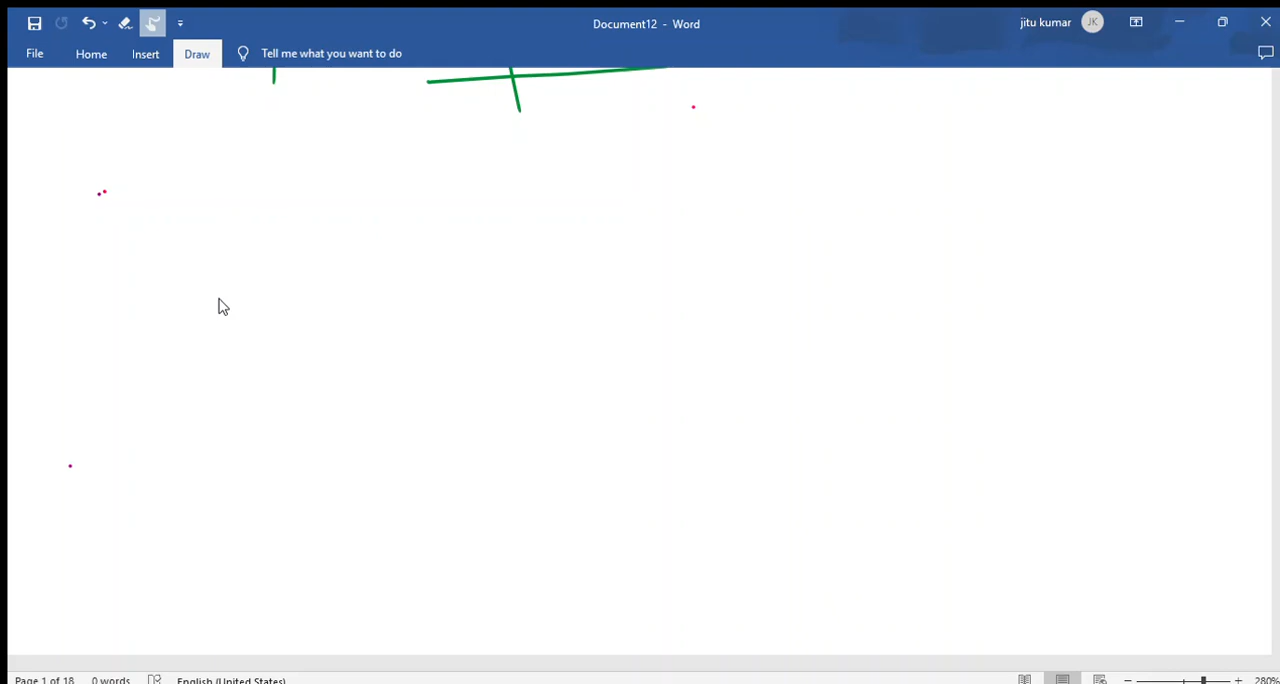 Document12 - Word
jitu kumar
JK
File
Home
Insert
Draw
Tell me what you want to do
Page 1 of 18
0 words
English (United States)
280%